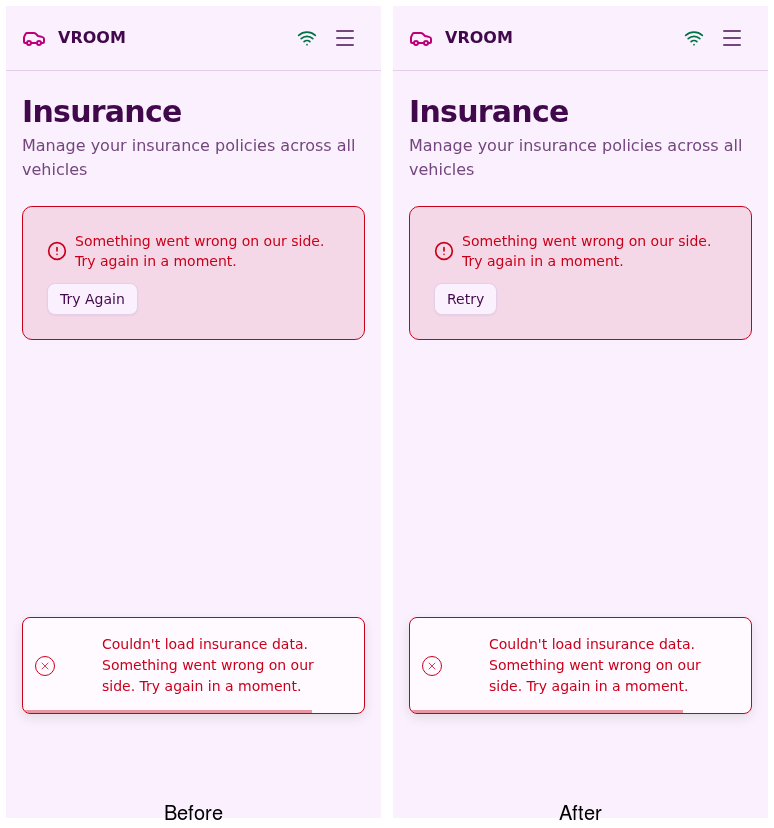 VROOM
Insurance
Manage your insurance policies across all
vehicles
Something went wrong on our side.
Try again in a moment.
Try Again
Couldn't load insurance data.
Something went wrong on our
side. Try again in a moment.
Before
VROOM
Insurance
Manage your insurance policies across all
vehicles
Something went wrong on our side.
Try again in a moment.
Retry
Couldn't load insurance data.
Something went wrong on our
side. Try again in a moment.
After